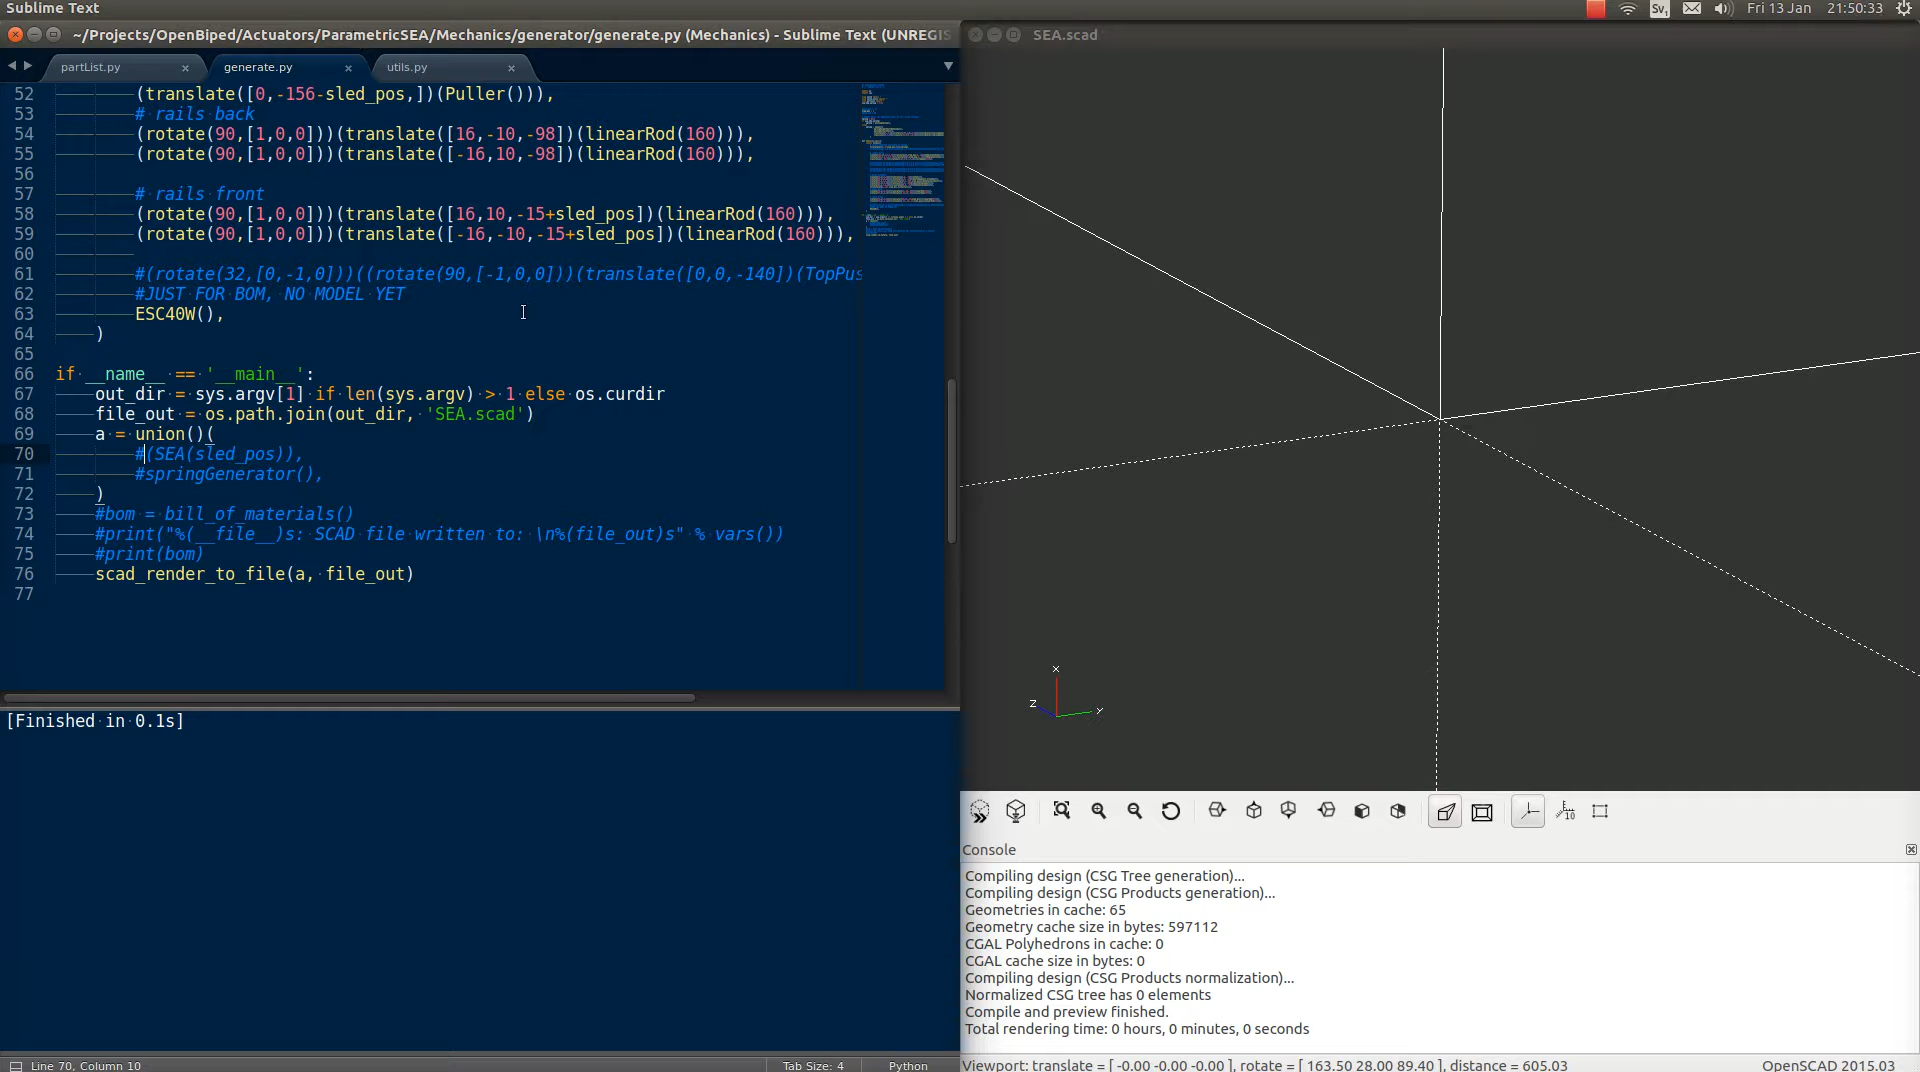 Sublime Text
Fri 13 Jan 21:50:33
~/Projects/OpenBiped/Actuators/ParametricSEA/Mechanics/generator/generate.py (Mechanics) - Sublime Text (UNREGIS
partList.py
generate.py
utils.py
52 (translate([0,-156-sled_pos,])(Puller())),
53 # rails back
54 (rotate(90,[1,0,0]))(translate([16,-10,-98])(linearRod(160))),
55 (rotate(90,[1,0,0]))(translate([-16,10,-98])(linearRod(160))),
56
57 # rails front
58 (rotate(90,[1,0,0]))(translate([16,10,-15+sled_pos])(linearRod(160))),
59 (rotate(90,[1,0,0]))(translate([-16,-10,-15+sled_pos])(linearRod(160))),
60
61 #(rotate(32,[0,-1,0]))((rotate(90,[-1,0,0]))(translate([0,0,-140])(TopPus
62 #JUST FOR BOM, NO MODEL YET
63 ESC40W(),
64 )
65
66 if __name__ == '__main__':
67 out_dir = sys.argv[1] if len(sys.argv) > 1 else os.curdir
68 file_out = os.path.join(out_dir, 'SEA.scad')
69 a = union()(
70 #(SEA(sled_pos)),
71 #springGenerator(),
72 )
73 #bom = bill_of_materials()
74 #print("%(__file__)s: SCAD file written to: \n%(file_out)s" % vars())
75 #print(bom)
76 scad_render_to_file(a, file_out)
77
[Finished in 0.1s]
Line 70, Column 10
Tab Size: 4
Python
SEA.scad
X
Z
Y
10
Console
Compiling design (CSG Tree generation)...
Compiling design (CSG Products generation)...
Geometries in cache: 65
Geometry cache size in bytes: 597112
CGAL Polyhedrons in cache: 0
CGAL cache size in bytes: 0
Compiling design (CSG Products normalization)...
Normalized CSG tree has 0 elements
Compile and preview finished.
Total rendering time: 0 hours, 0 minutes, 0 seconds
Viewport: translate = [ -0.00 -0.00 -0.00 ], rotate = [ 163.50 28.00 89.40 ], distance = 605.03
OpenSCAD 2015.03